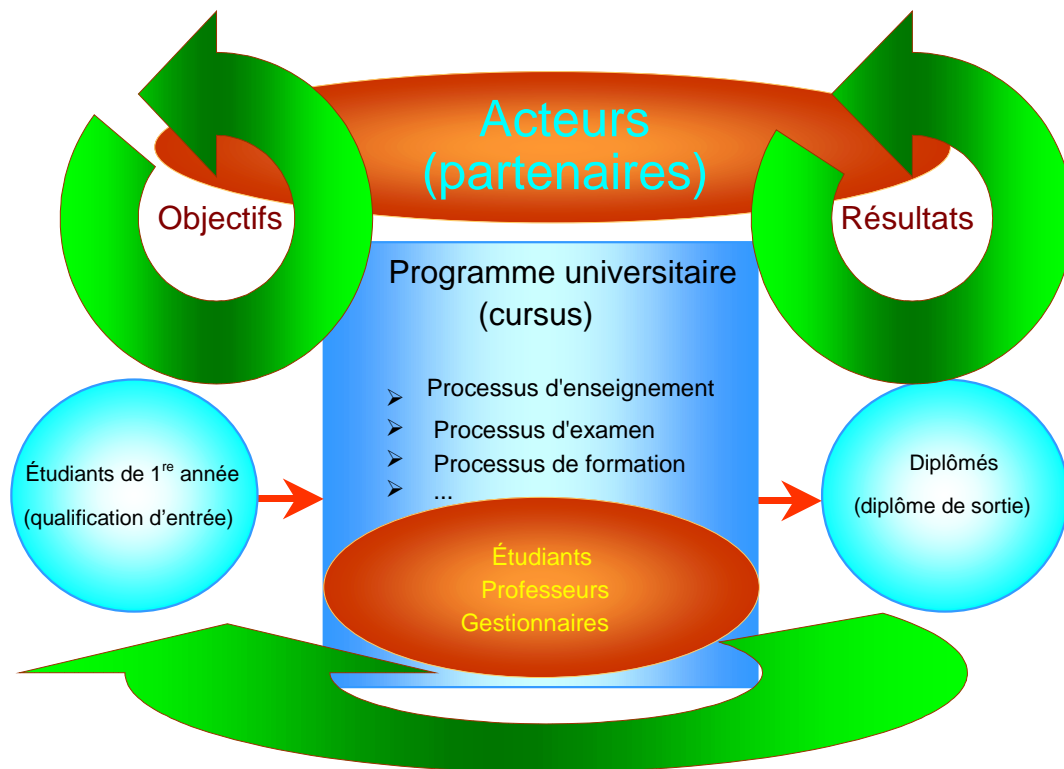 Acteurs
(partenaires)
Objectifs
Résultats
Programme universitaire
(cursus)
➢ Processus d'enseignement
➢ Processus d'examen
➢ Processus de formation
➢ ...
Étudiants de 1re année
(qualification d’entrée)
Diplômés
(diplôme de sortie)
Étudiants
Professeurs
Gestionnaires